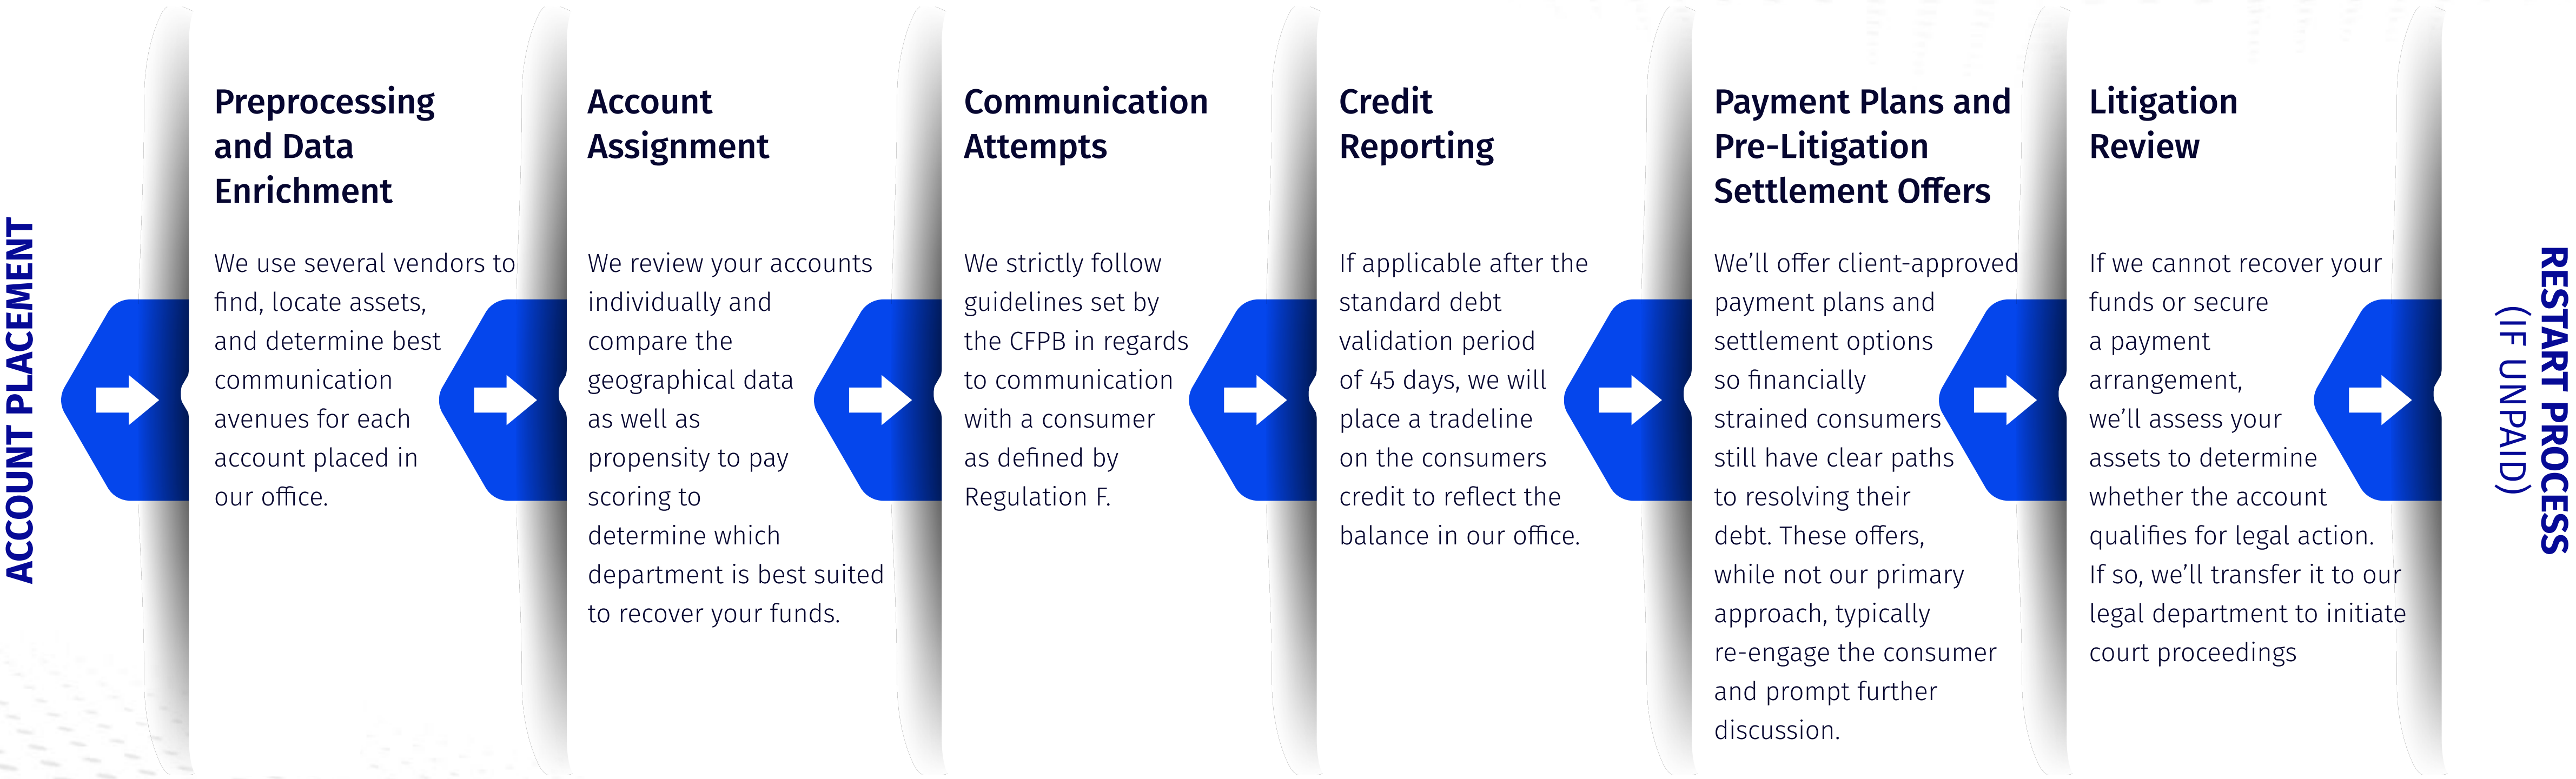 ACCOUNT PLACEMENT
Preprocessing
and Data
Enrichment
We use several vendors to
find, locate assets,
and determine best
communication
avenues for each
account placed in
our office.
Account
Assignment
We review your accounts
individually and
compare the
geographical data
as well as
propensity to pay
scoring to
determine which
department is best suited
to recover your funds.
Communication
Attempts
We strictly follow
guidelines set by
the CFPB in regards
to communication
with a consumer
as defined by
Regulation F.
Credit
Reporting
If applicable after the
standard debt
validation period
of 45 days, we will
place a tradeline
on the consumers
credit to reflect the
balance in our office.
Payment Plans and
Pre-Litigation
Settlement Offers
We’ll offer client-approved
payment plans and
settlement options
so financially
strained consumers
still have clear paths
to resolving their
debt. These offers,
while not our primary
approach, typically
re-engage the consumer
and prompt further
discussion.
Litigation
Review
If we cannot recover your
funds or secure
a payment
arrangement,
we’ll assess your
assets to determine
whether the account
qualifies for legal action.
If so, we’ll transfer it to our
legal department to initiate
court proceedings
RESTART PROCESS
(IF UNPAID)